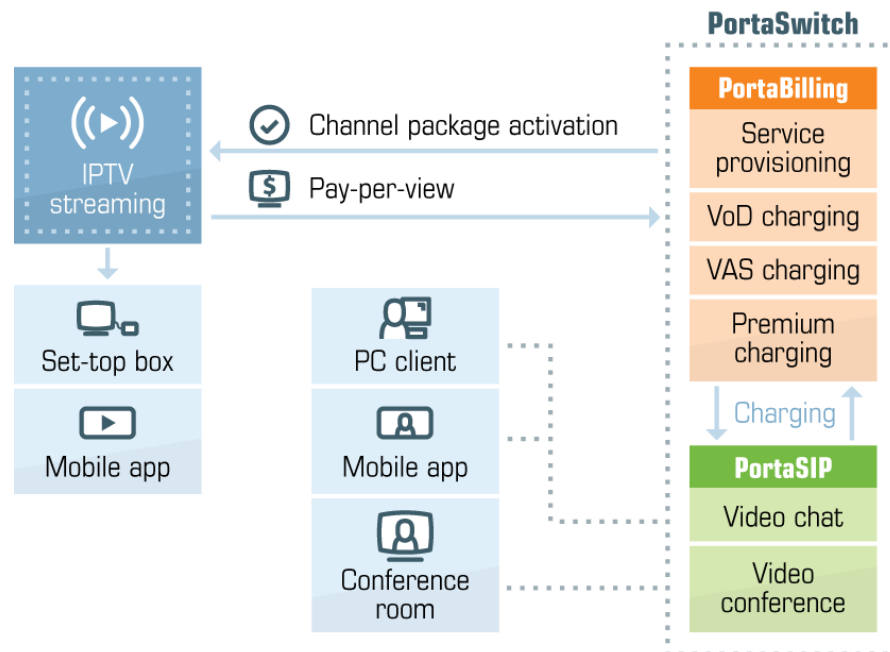 PortaSwitch
IPTV
streaming
Channel package activation
$
Pay-per-view
Set-top box
Mobile app
PC client
Mobile app
Conference
room
PortaBilling
Service
provisioning
VoD charging
VAS charging
Premium
charging
Charging
PortaSIP
Video chat
Video
conference